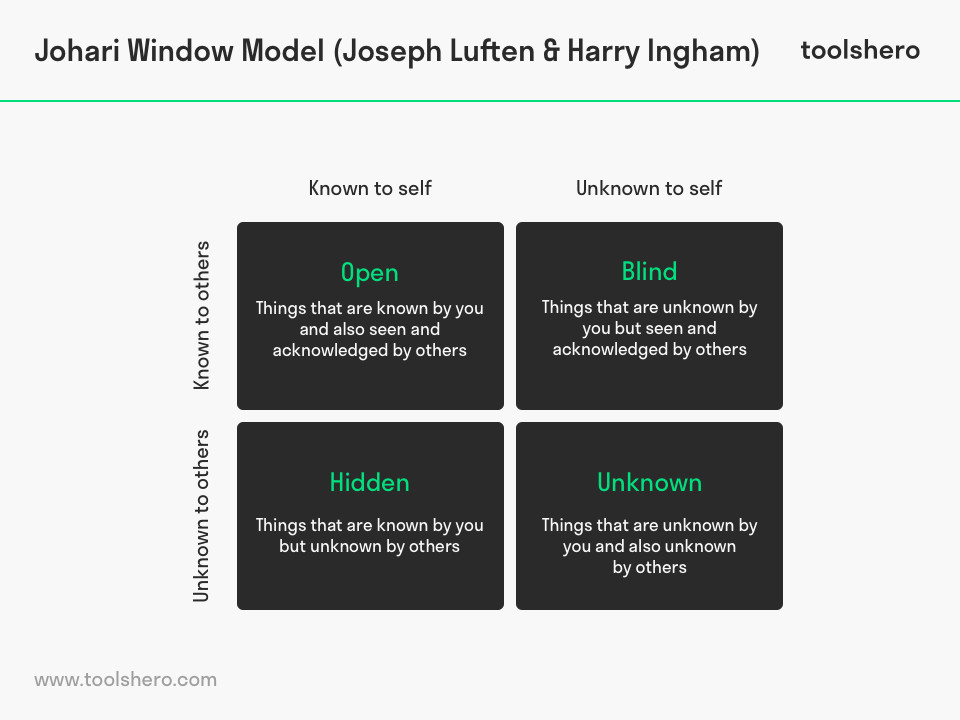 Johari Window Model (Joseph Luften & Harry Ingham)
toolshero
Known to self
Unknown to self
Known to others
Open
Things that are known by you
and also seen and
acknowledged by others
Blind
Things that are unknown by
you but seen and
acknowledged by others
Unknown to others
Hidden
Things that are known by you
but unknown by others
Unknown
Things that are unknown by
you and also unknown
by others
www.toolshero.com